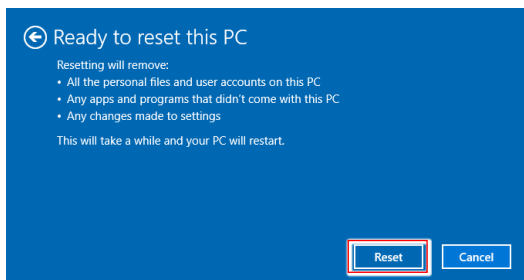 Ready to reset this PC
Resetting will remove:
• All the personal files and user accounts on this PC
• Any apps and programs that didn't come with this PC
• Any changes made to settings
This will take a while and your PC will restart.
Reset Cancel